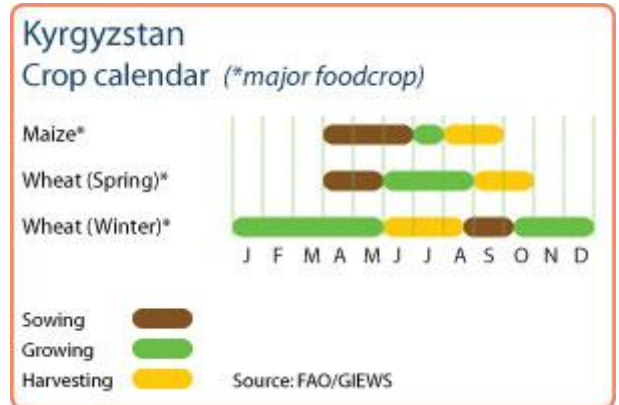 Kyrgyzstan
Crop calendar (*major foodcrop)
Maize*
Wheat (Spring)*
Wheat (Winter)*
J F M A M J J A S O N D
Sowing
Growing
Harvesting
Source: FAO/GIEWS